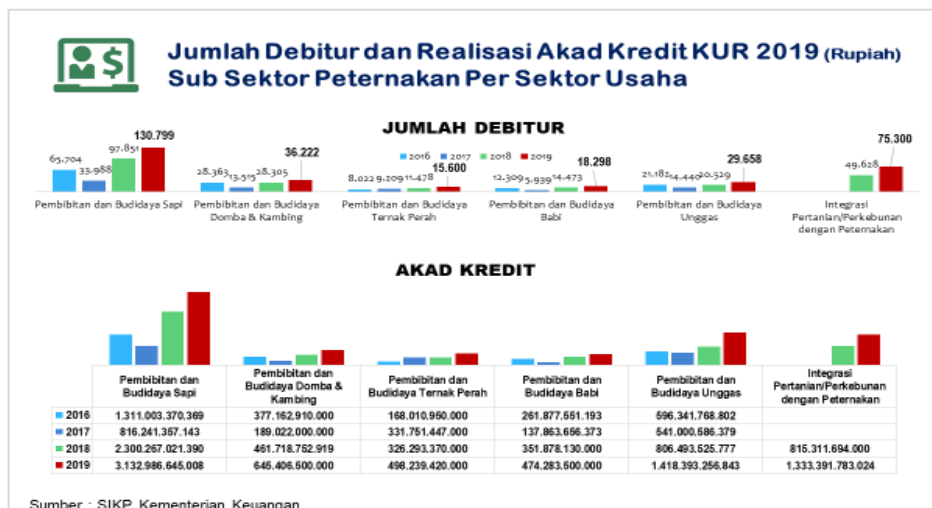 Jumlah Debitur dan Realisasi Akad Kredit KUR 2019 (Rupiah)
Sub Sektor Peternakan Per Sektor Usaha
JUMLAH DEBITUR
2016 2017 2018 2019
65.704 33.988 97.851 130.799
28.363 13.515 28.305 36.222
8.022 9.209 11.478 15.600
12.309 5.939 14.473 18.298
21.182 14.440 20.529 29.658
49.628 75.300
Pembibitan dan Budidaya Sapi
Pembibitan dan Budidaya
Domba & Kambing
Pembibitan dan Budidaya
Ternak Perah
Pembibitan dan Budidaya
Babi
Pembibitan dan Budidaya
Unggas
Integrasi
Pertanian/Perkebunan
dengan Peternakan
AKAD KREDIT
Pembibitan dan
Budidaya Sapi
Pembibitan dan
Budidaya Domba &
Kambing
Pembibitan dan
Budidaya Ternak Perah
Pembibitan dan
Budidaya Babi
Pembibitan dan
Budidaya Unggas
Integrasi
Pertanian/Perkebunan
dengan Peternakan
2016 1.311.003.370.369 377.162.910.000 168.010.950.000 261.877.551.193 596.341.768.802
2017 816.241.357.143 189.022.000.000 331.751.447.000 137.863.656.373 541.000.586.379
2018 2.300.267.021.390 461.718.752.919 326.293.370.000 351.878.130.000 806.493.525.777 815.311.694.000
2019 3.132.986.645.008 645.406.500.000 498.239.420.000 474.283.500.000 1.418.393.256.843 1.333.391.783.024
Sumber : SIKP Kementerian Keuangan